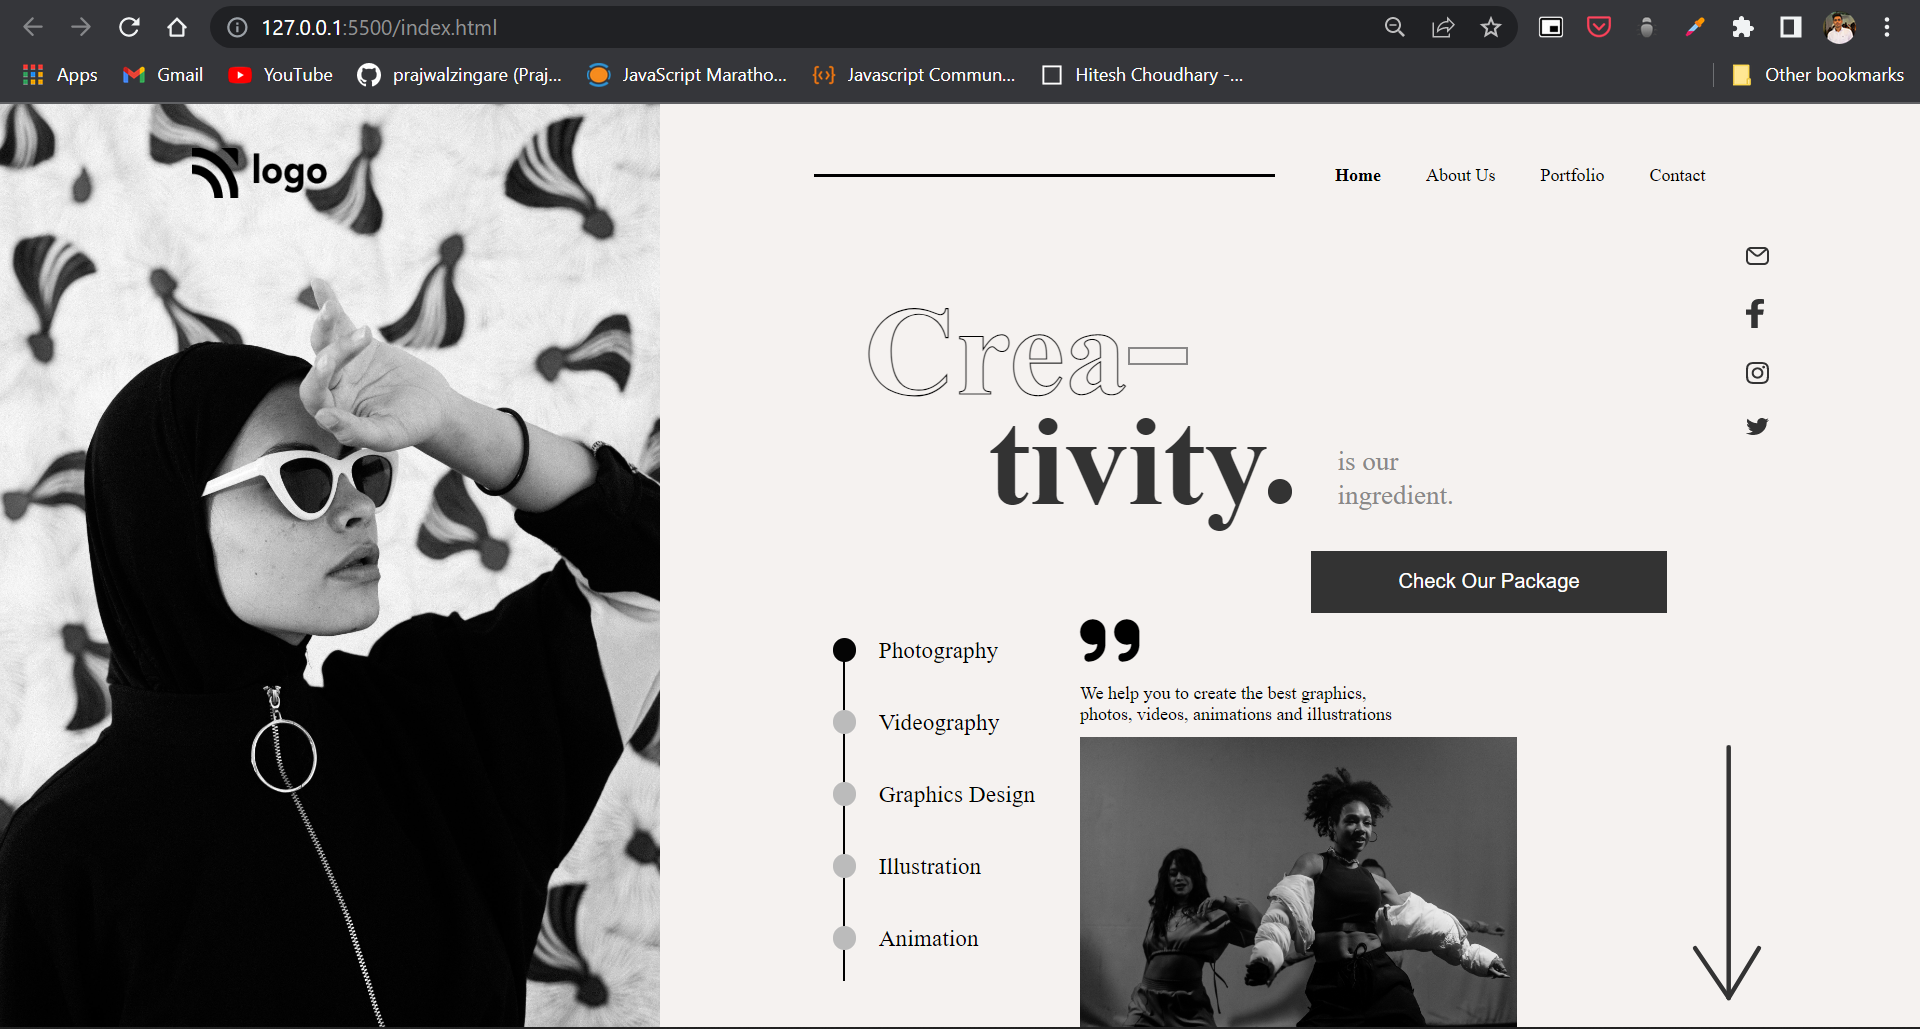 127.0.0.1:5500/index.html
Apps
Gmail
YouTube
prajwalzingare (Praj...
JavaScript Maratho...
Javascript Commun...
Hitesh Choudhary -...
Other bookmarks
logo
Home
About Us
Portfolio
Contact
Crea-
tivity.
is our
ingredient.
Check Our Package
Photography
Videography
Graphics Design
Illustration
Animation
We help you to create the best graphics,
photos, videos, animations and illustrations